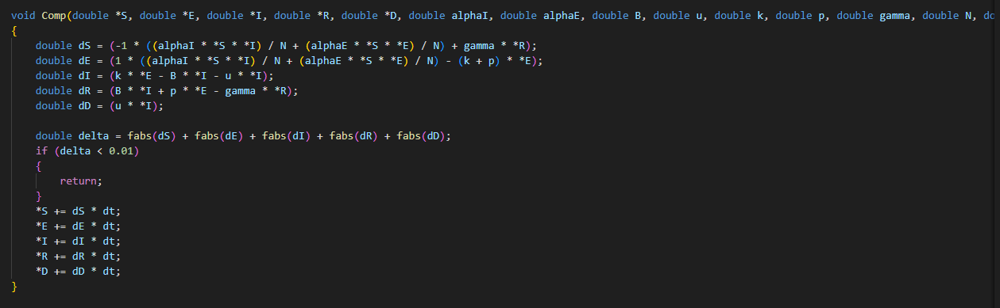 void Comp(double *S, double *E, double *I, double *R, double *D, double alphaI, double alphaE, double B, double u, double k, double p, double gamma, double N,
{
double dS = (-1 * ((alphaI * *S * *I) / N + (alphaE * *S * *E) / N) + gamma * *R);
double dE = (1 * ((alphaI * *S * *I) / N + (alphaE * *S * *E) / N) - (k + p) * *E);
double dI = (k * *E - B * *I - u * *I);
double dR = (B * *I + p * *E - gamma * *R);
double dD = (u * *I);
double delta = fabs(dS) + fabs(dE) + fabs(dI) + fabs(dR) + fabs(dD);
if (delta < 0.01)
{
return;
}
*S += dS * dt;
*E += dE * dt;
*I += dI * dt;
*R += dR * dt;
*D += dD * dt;
}